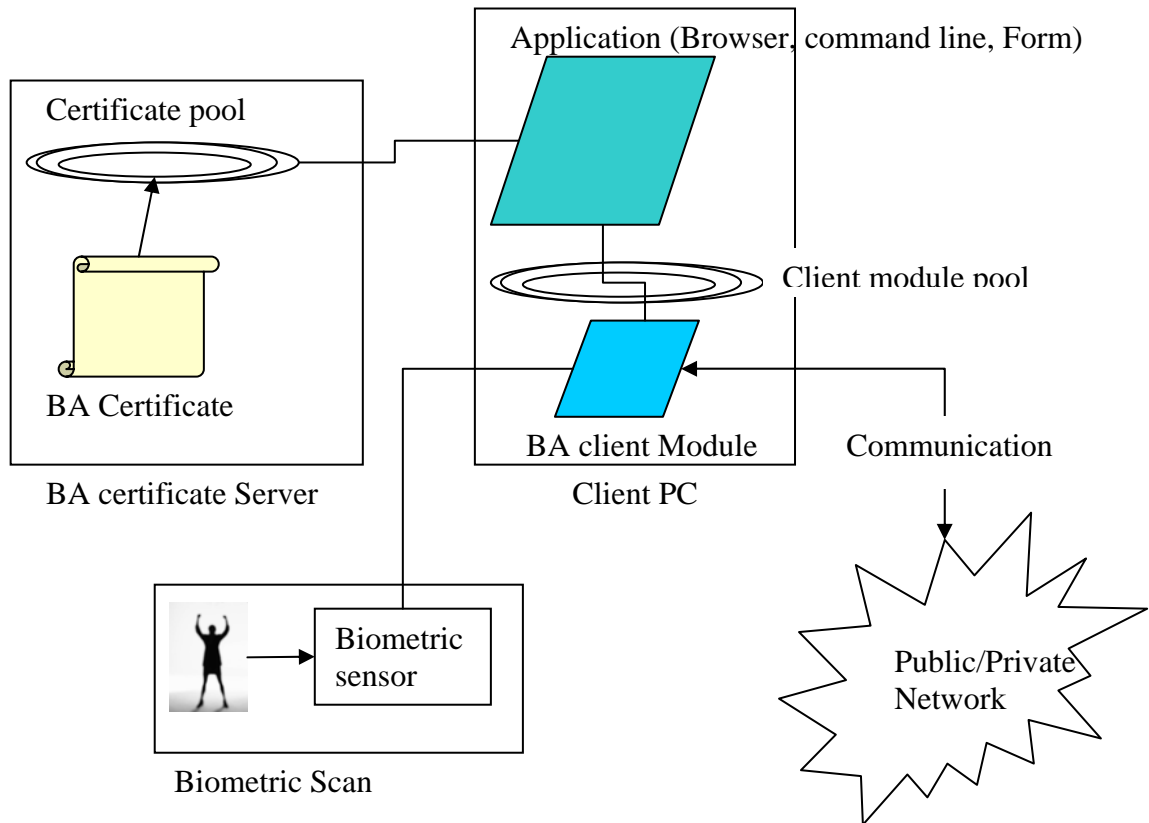 Application (Browser, command line, Form)
Certificate pool
Client module pool
BA Certificate
BA client Module
Communication
BA certificate Server
Client PC
Biometric
sensor
Public/Private
Network
Biometric Scan